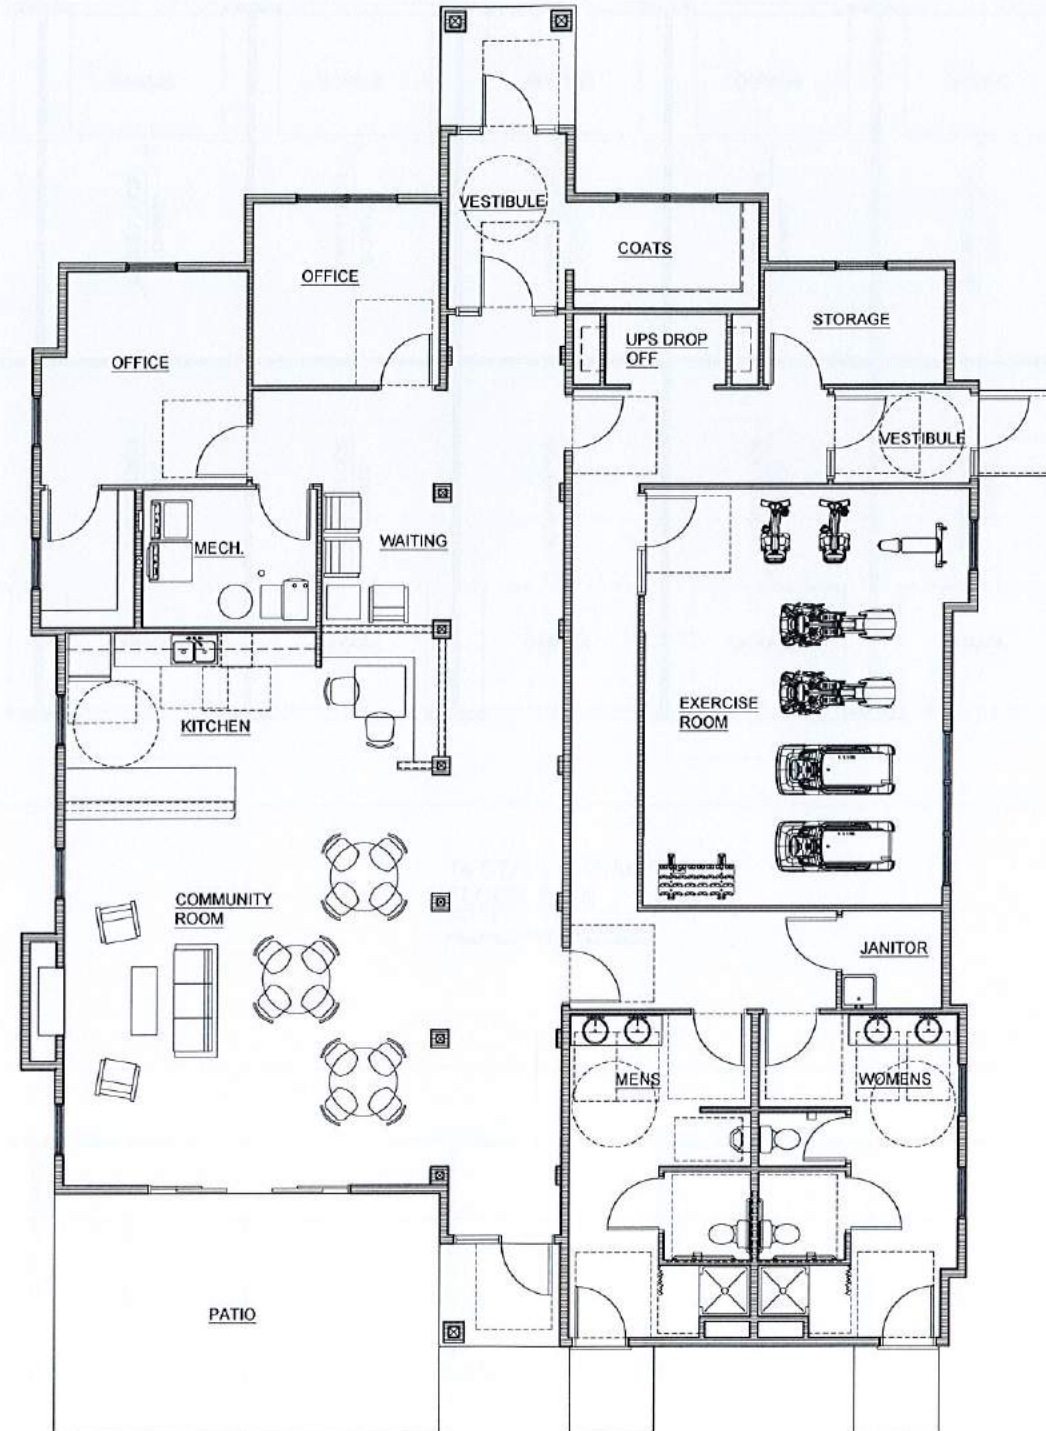 VESTIBULE
COATS
OFFICE
STORAGE
UPS DROP
OFF
OFFICE
VESTIBULE
WAITING
MECH.
EXERCISE
ROOM
KITCHEN
COMMUNITY
ROOM
JANITOR
MENS
WOMENS
PATIO